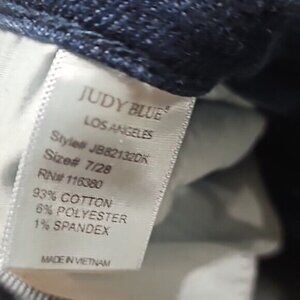 JUDY BLUE®
LOS ANGELES
Style# JB82132DK
Size# 7/28
RN# 116360
93% COTTON
6% POLYESTER
1% SPANDEX
MADE IN VIETNAM